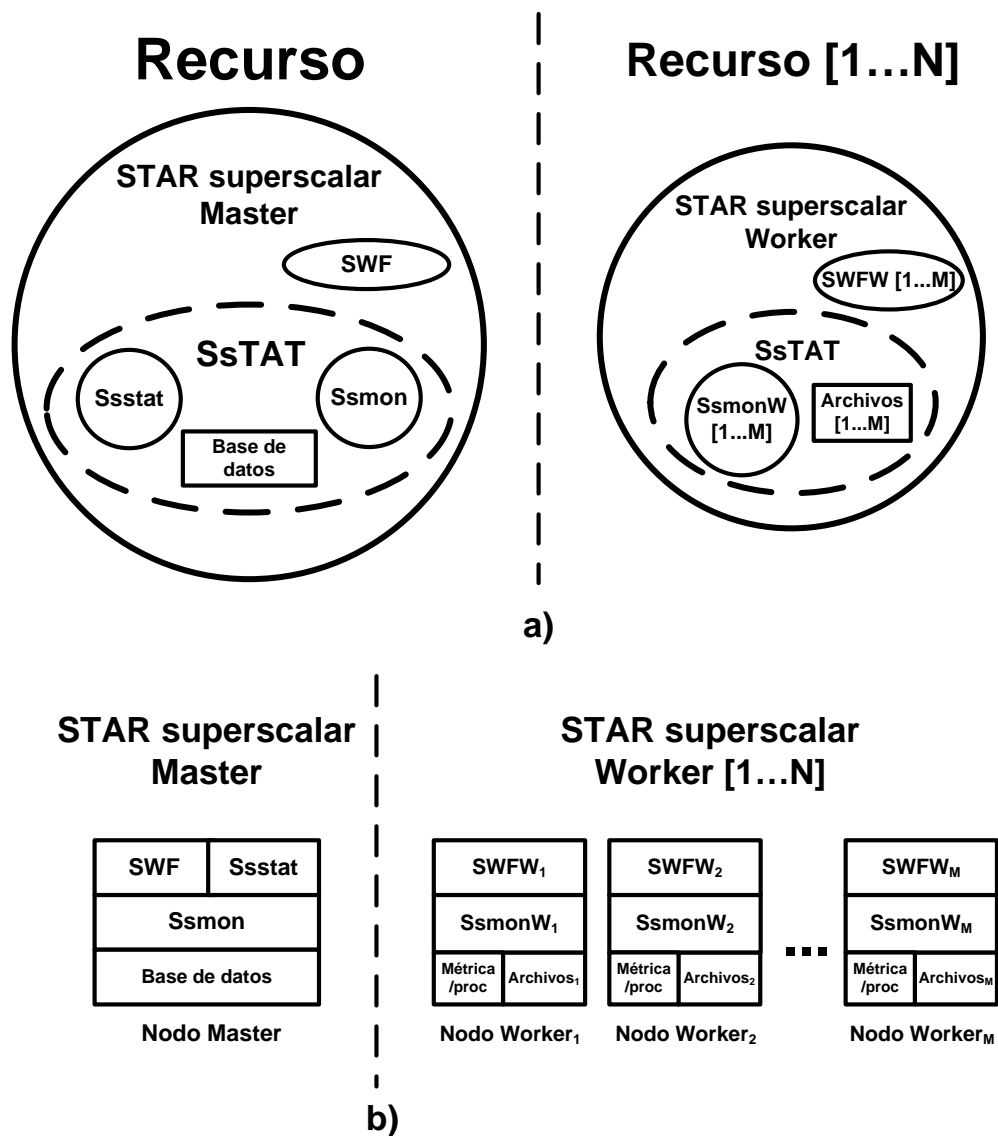 Recurso
Recurso [1…N]
STAR superscalar
Master
SWF
SsTAT
Ssstat
Ssmon
Base de
datos
STAR superscalar
Worker
SWFW [1...M]
SsTAT
SsmonW
[1...M]
Archivos
[1...M]
a)
STAR superscalar
Master
STAR superscalar
Worker [1…N]
SWF
Ssstat
Ssmon
Base de datos
Nodo Master
SWFW₁
SsmonW₁
Métrica
/proc
Archivos₁
Nodo Worker₁
SWFW₂
SsmonW₂
Métrica
/proc
Archivos₂
Nodo Worker₂
...
SWFWM
SsmonWM
Métrica
/proc
ArchivosM
Nodo WorkerM
b)